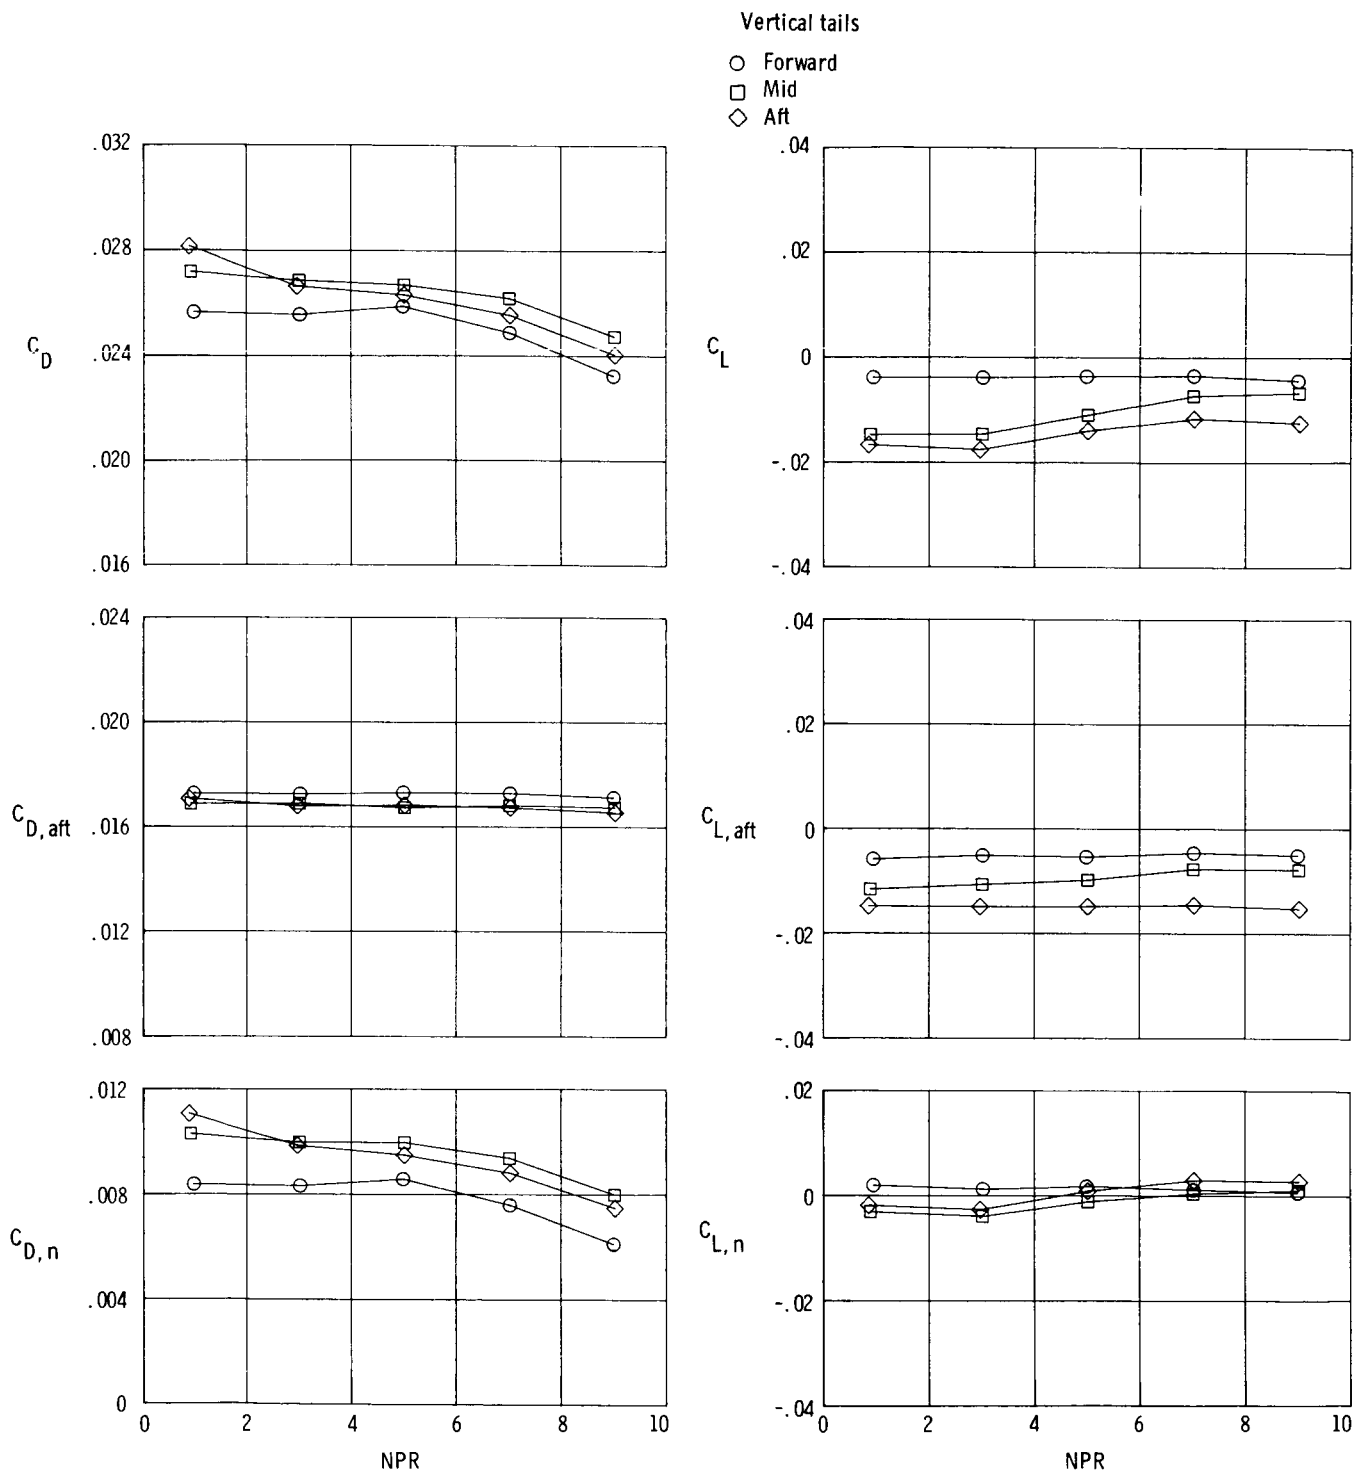 Vertical tails
Forward
Mid
Aft
.032
.028
.024
.020
.016
C_D
.04
.02
0
-.02
-.04
C_L
.024
.020
.016
.012
.008
C_D, aft
.04
.02
0
-.02
-.04
C_L, aft
.012
.008
.004
0
C_D, n
0 2 4 6 8 10
NPR
.02
0
-.02
-.04
C_L, n
0 2 4 6 8 10
NPR